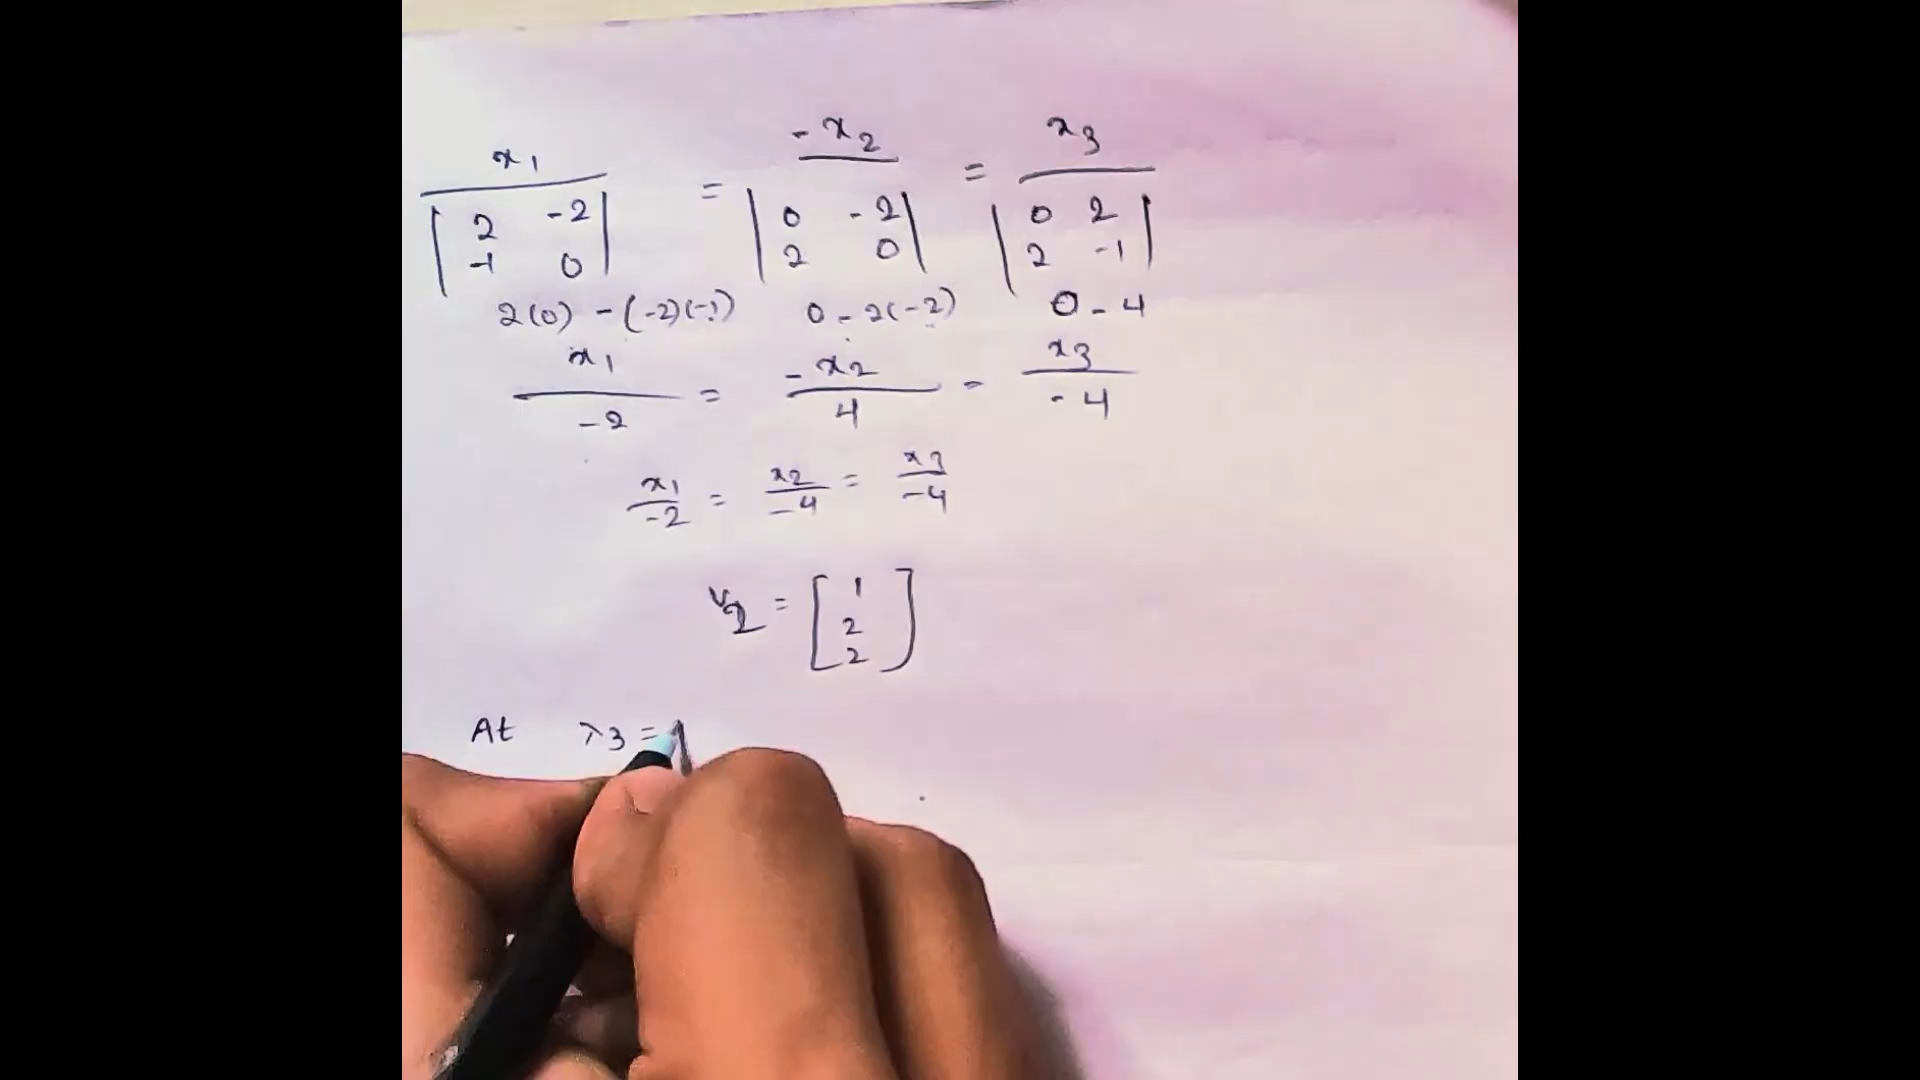 x1 = -x2 = x3
| 2 -2 | | 0 -2 | | 0 2 |
| -1 0 | | 2 0 | | 2 -1 |
2(0) - (-2)(-1) 0 - 2(-2) 0 - 4
x1 = -x2 = x3
-2 4 -4
x1 = x2 = x3
-2 -4 -4
v2 = [ 1
2
2 ]
At λ3 =